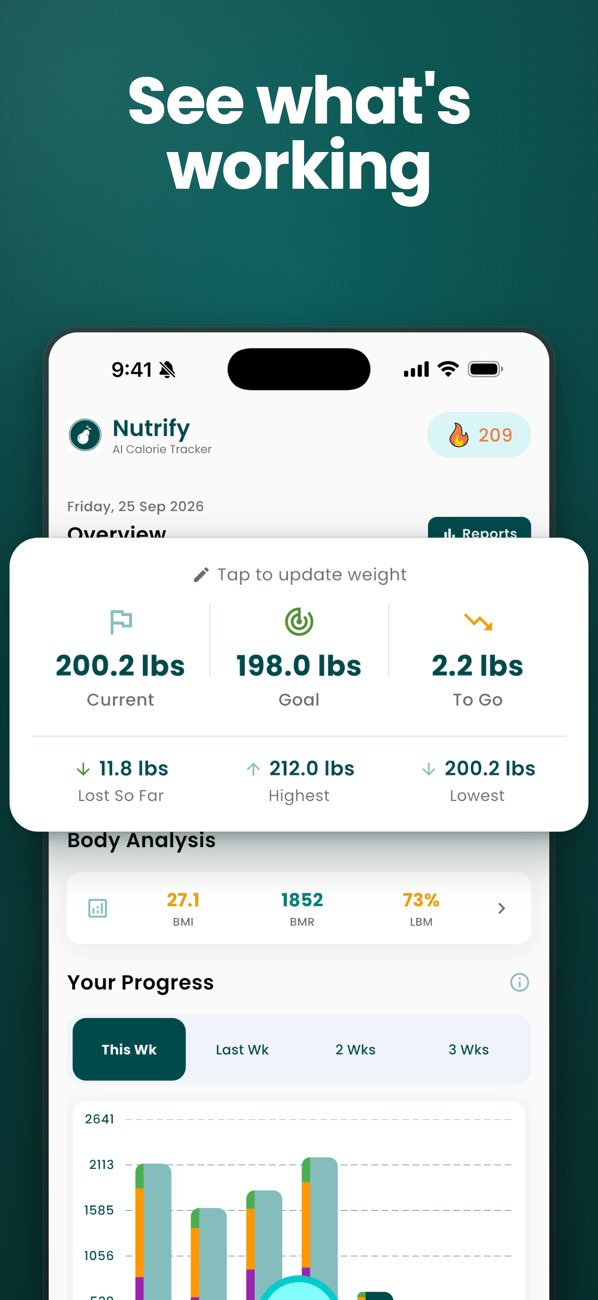 See what's
working
9:41
Nutrify
AI Calorie Tracker
209
Friday, 25 Sep 2026
Overview
Reports
Tap to update weight
200.2 lbs
198.0 lbs
2.2 lbs
Current
Goal
To Go
11.8 lbs
212.0 lbs
200.2 lbs
Lost So Far
Highest
Lowest
Body Analysis
27.1
1852
73%
BMI
BMR
LBM
Your Progress
This Wk
Last Wk
2 Wks
3 Wks
2641
2113
1585
1056